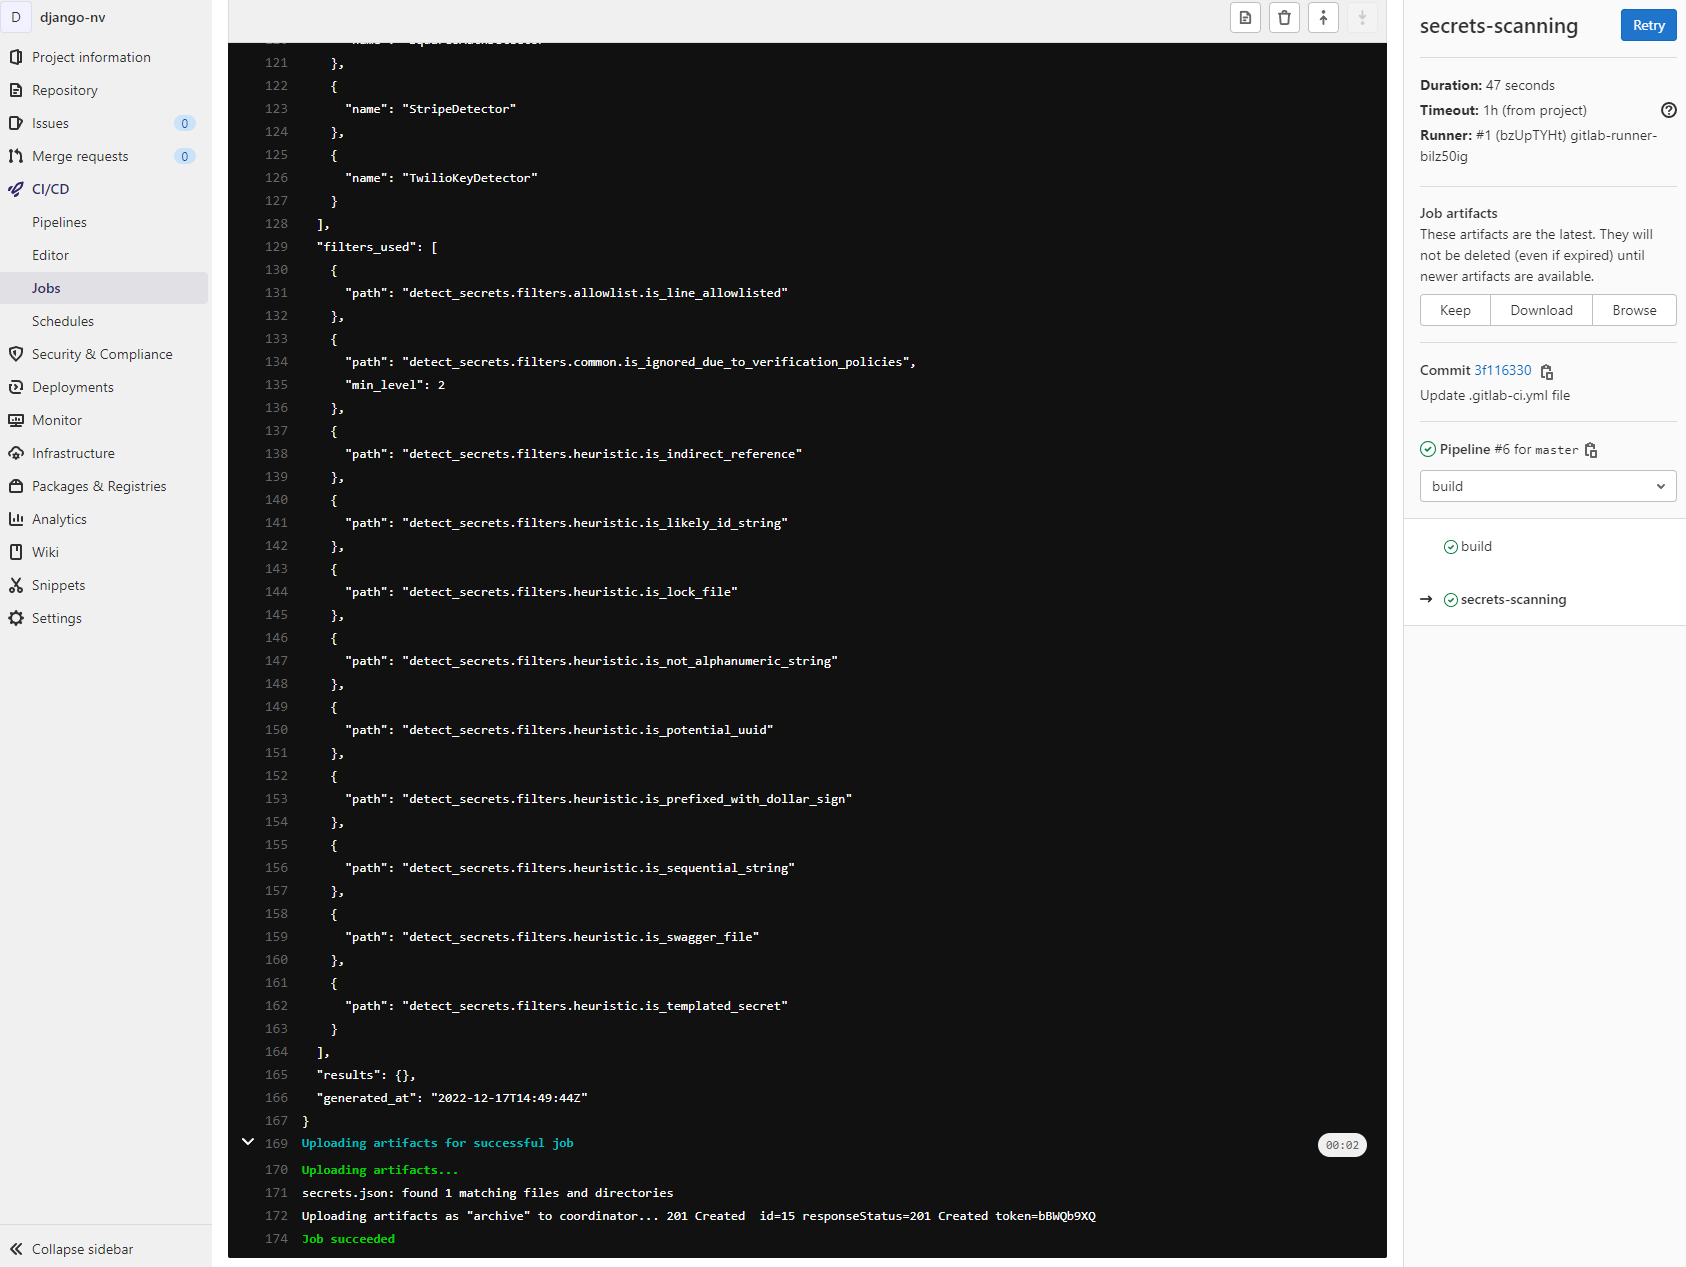 D django-nv
Project information
Repository
Issues 0
Merge requests 0
CI/CD
Pipelines
Editor
Jobs
Schedules
Security & Compliance
Deployments
Monitor
Infrastructure
Packages & Registries
Analytics
Wiki
Snippets
Settings
Collapse sidebar
121 },
122 {
123 "name": "StripeDetector"
124 },
125 {
126 "name": "TwilioKeyDetector"
127 }
128 ],
129 "filters_used": [
130 {
131 "path": "detect_secrets.filters.allowlist.is_line_allowlisted"
132 },
133 {
134 "path": "detect_secrets.filters.common.is_ignored_due_to_verification_policies",
135 "min_level": 2
136 },
137 {
138 "path": "detect_secrets.filters.heuristic.is_indirect_reference"
139 },
140 {
141 "path": "detect_secrets.filters.heuristic.is_likely_id_string"
142 },
143 {
144 "path": "detect_secrets.filters.heuristic.is_lock_file"
145 },
146 {
147 "path": "detect_secrets.filters.heuristic.is_not_alphanumeric_string"
148 },
149 {
150 "path": "detect_secrets.filters.heuristic.is_potential_uuid"
151 },
152 {
153 "path": "detect_secrets.filters.heuristic.is_prefixed_with_dollar_sign"
154 },
155 {
156 "path": "detect_secrets.filters.heuristic.is_sequential_string"
157 },
158 {
159 "path": "detect_secrets.filters.heuristic.is_swagger_file"
160 },
161 {
162 "path": "detect_secrets.filters.heuristic.is_templated_secret"
163 }
164 ],
165 "results": {},
166 "generated_at": "2022-12-17T14:49:44Z"
167 }
169 Uploading artifacts for successful job 00:02
170 Uploading artifacts...
171 secrets.json: found 1 matching files and directories
172 Uploading artifacts as "archive" to coordinator... 201 Created  id=15 responseStatus=201 Created token=bBWQb9XQ
174 Job succeeded
secrets-scanning Retry
Duration: 47 seconds
Timeout: 1h (from project)
Runner: #1 (bzUpTYHt) gitlab-runner-
bilz50ig
Job artifacts
These artifacts are the latest. They will
not be deleted (even if expired) until
newer artifacts are available.
Keep Download Browse
Commit 3f116330
Update .gitlab-ci.yml file
Pipeline #6 for master
build
build
→ secrets-scanning